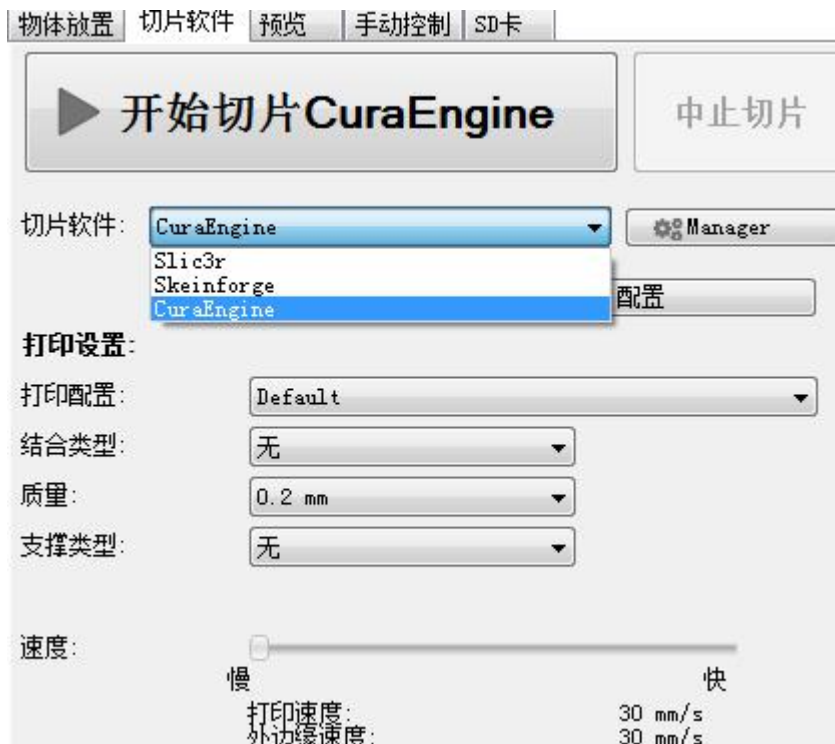 物体放置 切片软件 预览 手动控制 SD卡
开始切片CuraEngine 中止切片
切片软件: CuraEngine Manager
Slic3r
Skeinforge
CuraEngine
配置
打印设置:
打印配置: Default
结合类型: 无
质量: 0.2 mm
支撑类型: 无
速度:
慢 快
打印速度: 30 mm/s
外边缘速度: 30 mm/s